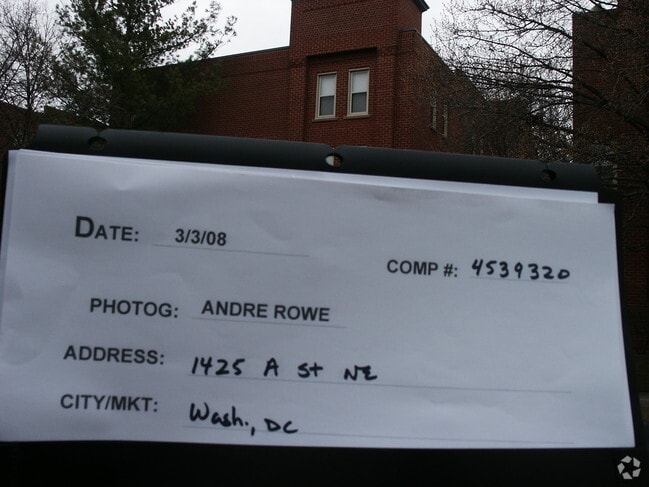 DATE: 3/3/08
COMP #: 4539320
PHOTOG: ANDRE ROWE
ADDRESS: 1425 A St NE
CITY/MKT: Wash., DC